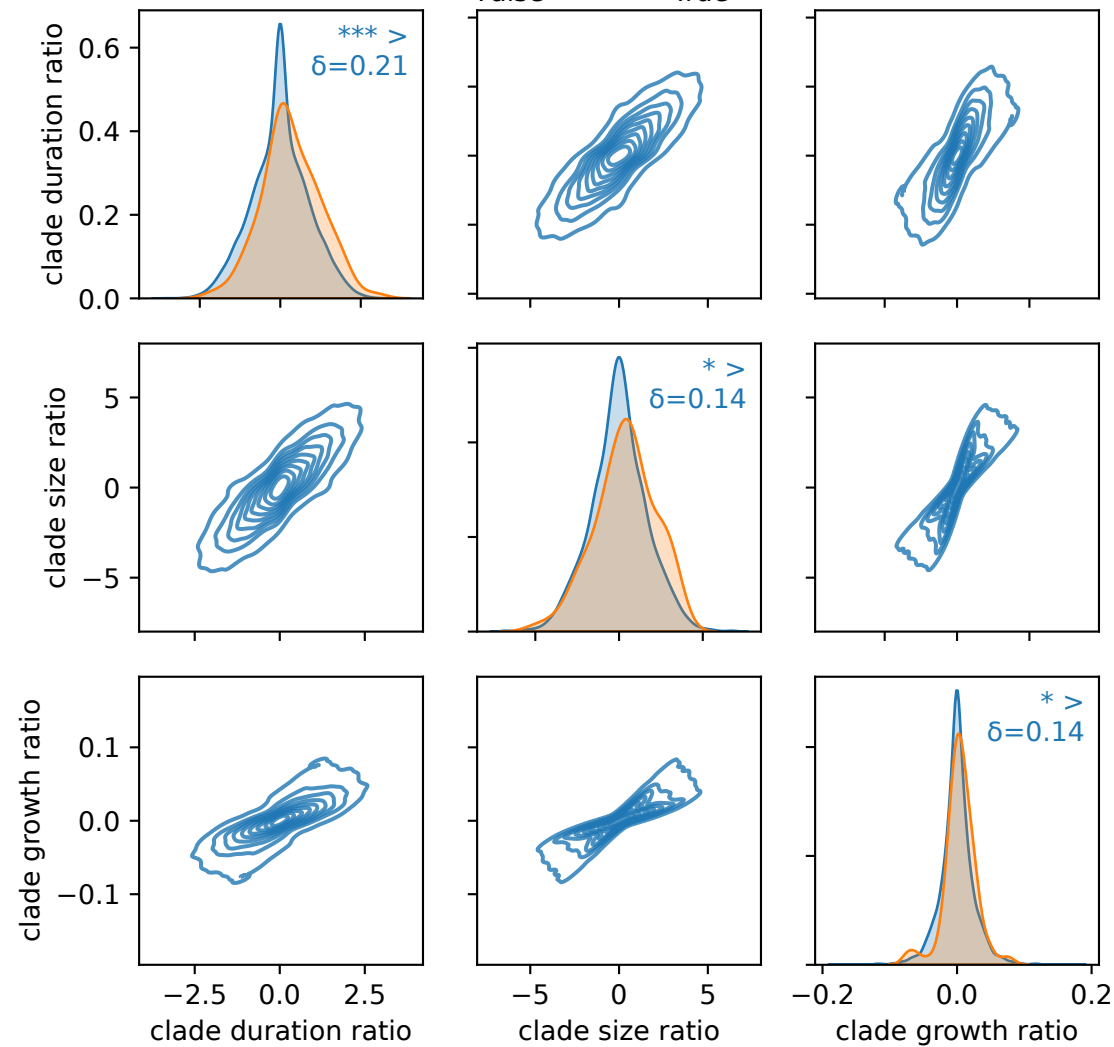 clade duration ratio
0.6
0.4
0.2
0.0
*** >
δ=0.21
clade size ratio
5
0
−5
* >
δ=0.14
clade growth ratio
0.1
0.0
−0.1
* >
δ=0.14
−2.5 0.0 2.5
clade duration ratio
−5 0 5
clade size ratio
−0.2 0.0 0.2
clade growth ratio